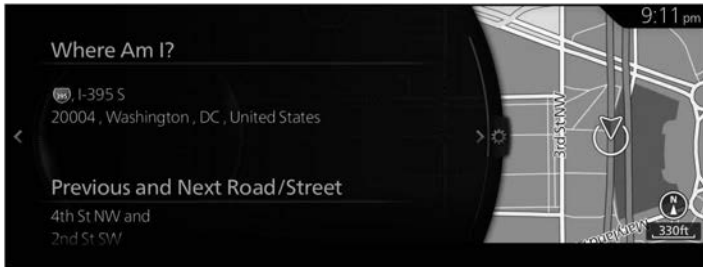 9:11 pm
Where Am I?
395, I-395 S
20004 , Washington , DC , United States
Previous and Next Road/Street
4th St NW and
2nd St SW
3rd St NW
Maryland
N
330ft